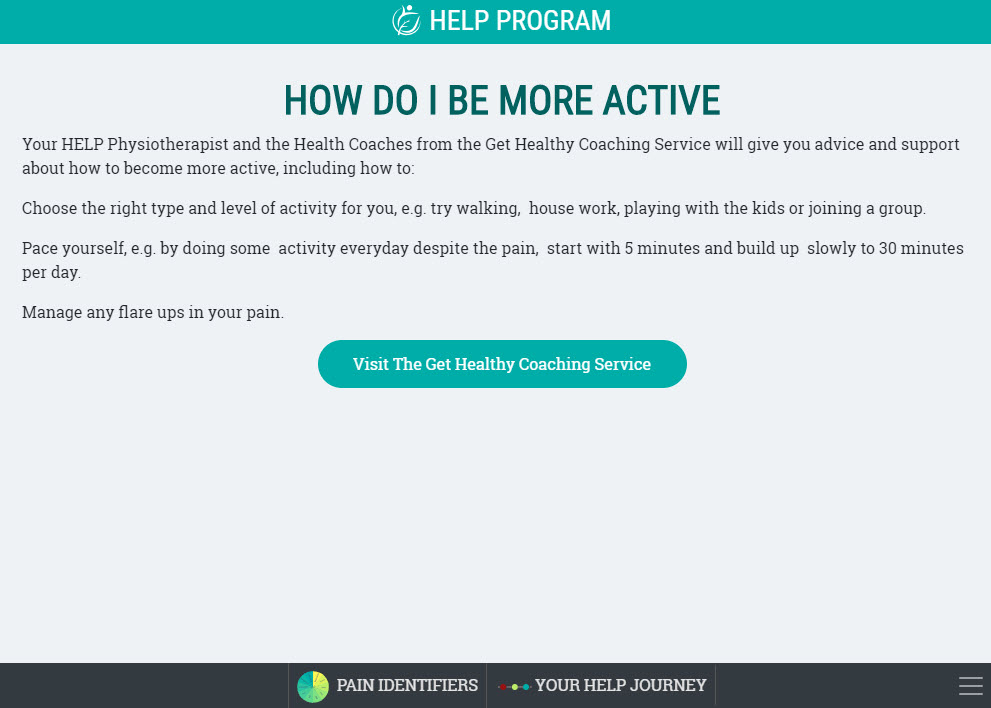 HELP PROGRAM
HOW DO I BE MORE ACTIVE
Your HELP Physiotherapist and the Health Coaches from the Get Healthy Coaching Service will give you advice and support
about how to become more active, including how to:
Choose the right type and level of activity for you, e.g. try walking,  house work, playing with the kids or joining a group.
Pace yourself, e.g. by doing some  activity everyday despite the pain,  start with 5 minutes and build up  slowly to 30 minutes
per day.
Manage any flare ups in your pain.
Visit The Get Healthy Coaching Service
PAIN IDENTIFIERS
YOUR HELP JOURNEY